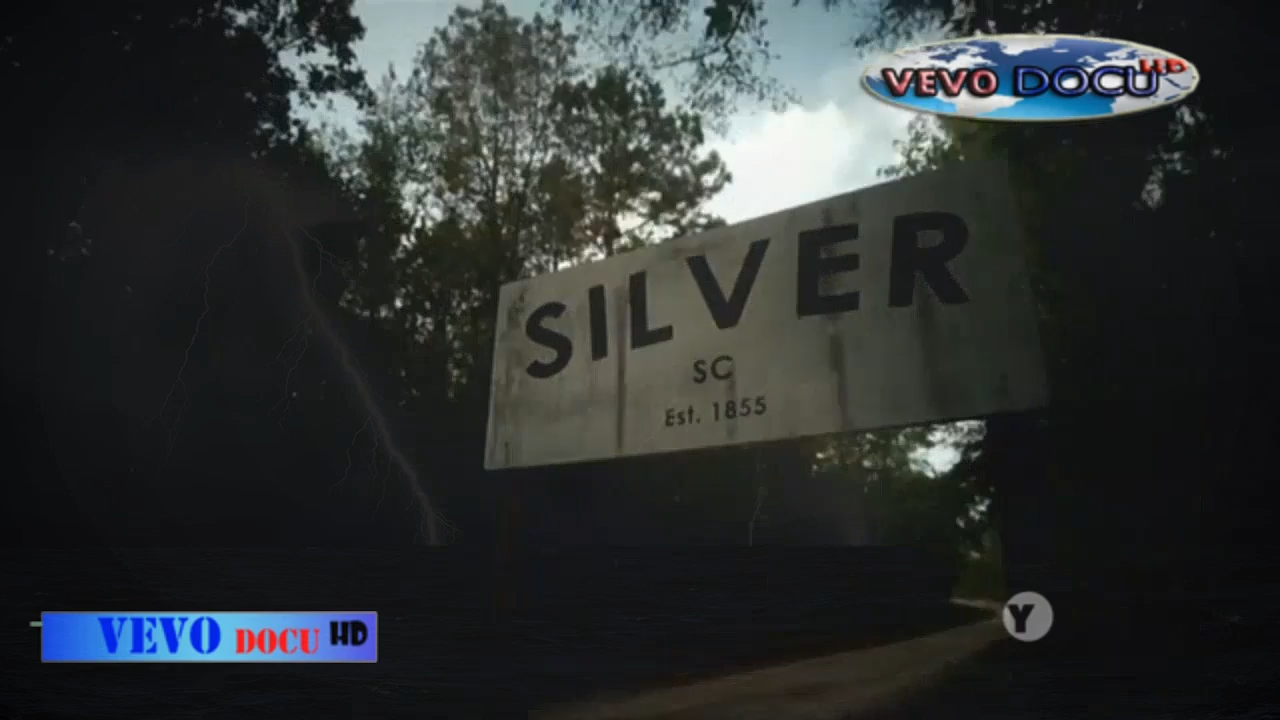 VEVO DOCU HD
SILVER
SC
Est. 1855
Y
VEVO DOCU HD